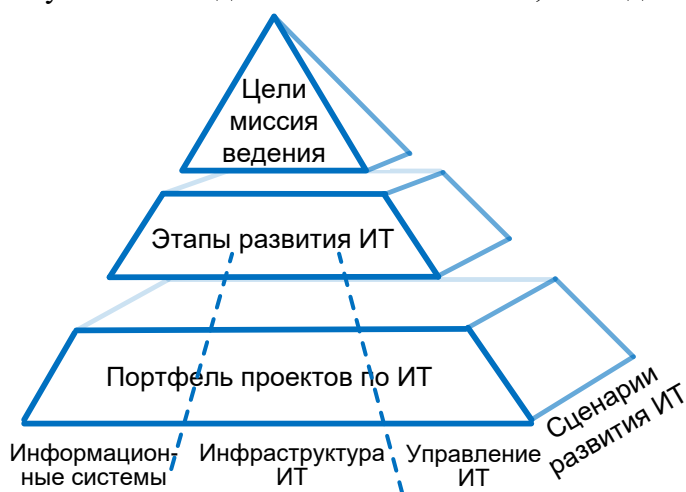 Цели
миссия
ведения
Этапы развития ИТ
Портфель проектов по ИТ
Сценарии
развития ИТ
Информацион-
ные системы
Инфраструктура
ИТ
Управление
ИТ